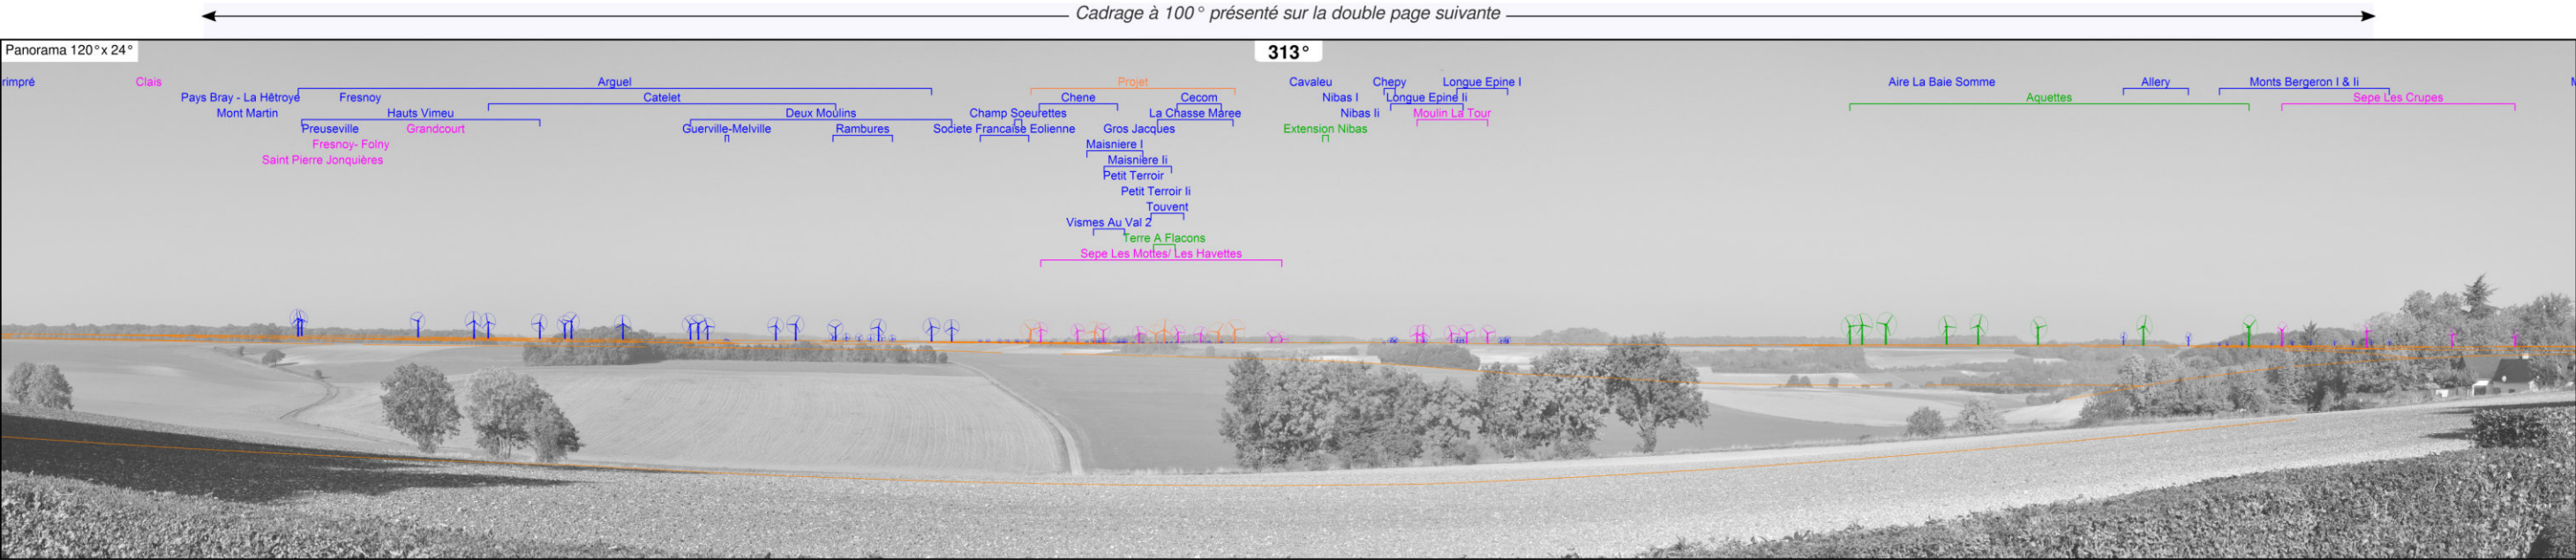 Cadrage à 100° présenté sur la double page suivante
Panorama 120°x 24°
313°
rimpré Clais Arguel Projet Cavaleu Chepy Longue Epine I Aire La Baie Somme Allery Monts Bergeron I & Ii
Pays Bray - La Hêtroye Fresnoy Catelet Chene Cecom Nibas I Longue Epine Ii Aquettes Sepe Les Crupes
Mont Martin Hauts Vimeu Deux Moulins Champ Soeurettes La Chasse Maree Nibas Ii Moulin La Tour
Preuseville Grandcourt Guerville-Melville Rambures Societe Francaise Eolienne Gros Jacques Extension Nibas
Fresnoy- Folny Maisniere I
Saint Pierre Jonquières Maisniere Ii
Petit Terroir
Petit Terroir Ii
Touvent
Vismes Au Val 2
Terre A Flacons
Sepe Les Mottes/ Les Havettes